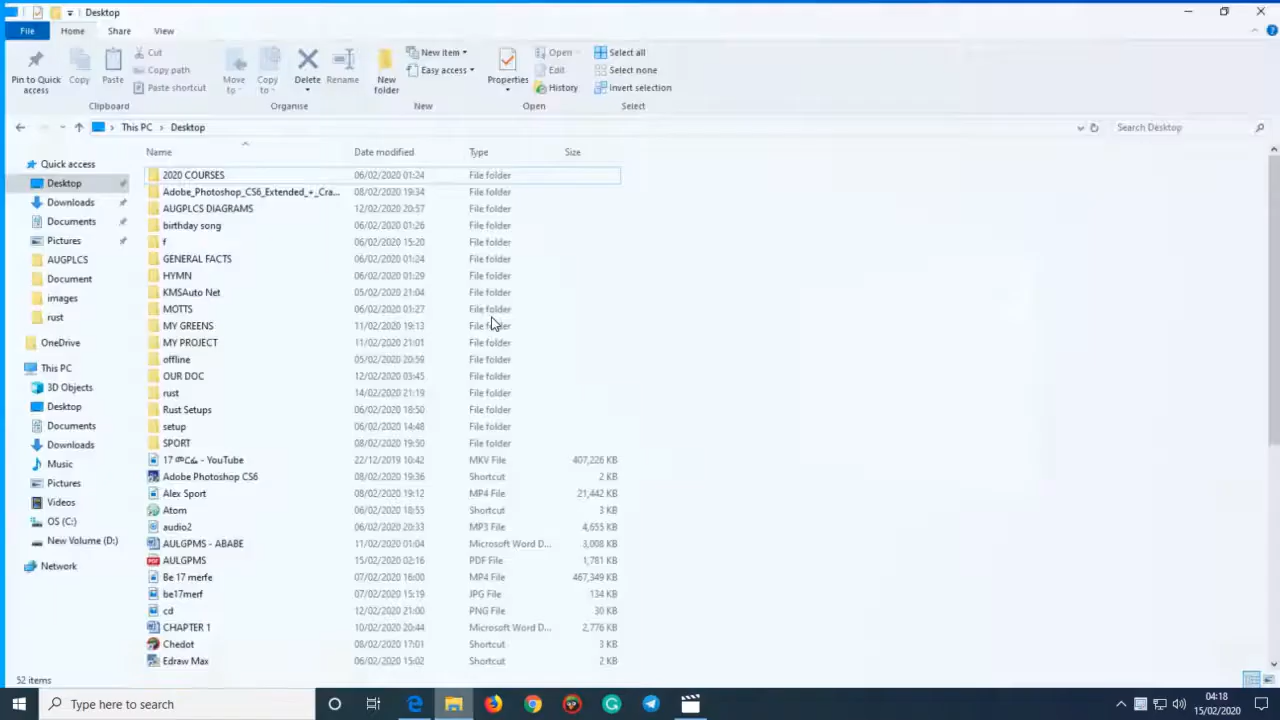 Desktop
File Home Share View
Pin to Quick access
Copy
Paste
Cut
Copy path
Paste shortcut
Clipboard
Move to
Copy to
Delete
Rename
Organise
New folder
New item
Easy access
New
Properties
Open
Edit
History
Open
Select all
Select none
Invert selection
Select
This PC Desktop
Search Desktop
Quick access
Desktop
Downloads
Documents
Pictures
AUGPLCS
Document
images
rust
OneDrive
This PC
3D Objects
Desktop
Documents
Downloads
Music
Pictures
Videos
OS (C:)
New Volume (D:)
Network
Name Date modified Type Size
2020 COURSES 06/02/2020 01:24 File folder
Adobe_Photoshop_CS6_Extended_+_Cra... 08/02/2020 19:34 File folder
AUGPLCS DIAGRAMS 12/02/2020 20:57 File folder
birthday song 06/02/2020 01:26 File folder
f 06/02/2020 15:20 File folder
GENERAL FACTS 06/02/2020 01:24 File folder
HYMN 06/02/2020 01:29 File folder
KMSAuto Net 05/02/2020 21:04 File folder
MOTTS 06/02/2020 01:27 File folder
MY GREENS 11/02/2020 19:13 File folder
MY PROJECT 11/02/2020 21:01 File folder
offline 05/02/2020 20:59 File folder
OUR DOC 12/02/2020 03:45 File folder
rust 14/02/2020 21:19 File folder
Rust Setups 06/02/2020 18:50 File folder
setup 06/02/2020 14:48 File folder
SPORT 08/02/2020 19:50 File folder
17 መርፌ - YouTube 22/12/2019 10:42 MKV File 407,226 KB
Adobe Photoshop CS6 08/02/2020 19:36 Shortcut 2 KB
Alex Sport 08/02/2020 19:12 MP4 File 21,442 KB
Atom 06/02/2020 18:55 Shortcut 3 KB
audio2 06/02/2020 20:33 MP3 File 4,655 KB
AULGPMS - ABABE 11/02/2020 01:04 Microsoft Word D... 3,008 KB
AULGPMS 15/02/2020 02:16 PDF File 1,781 KB
Be 17 merfe 07/02/2020 16:00 MP4 File 467,349 KB
be17merf 07/02/2020 15:19 JPG File 134 KB
cd 12/02/2020 21:00 PNG File 30 KB
CHAPTER 1 10/02/2020 20:44 Microsoft Word D... 2,776 KB
Chedot 08/02/2020 17:01 Shortcut 3 KB
Edraw Max 06/02/2020 15:02 Shortcut 2 KB
52 items
Type here to search
04:18
15/02/2020